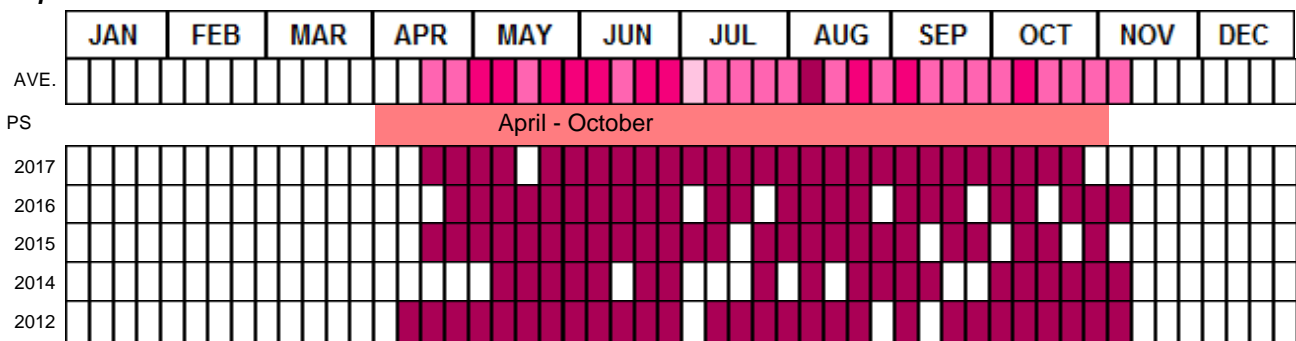 JAN FEB MAR APR MAY JUN JUL AUG SEP OCT NOV DEC
AVE.
PS April - October
2017
2016
2015
2014
2012